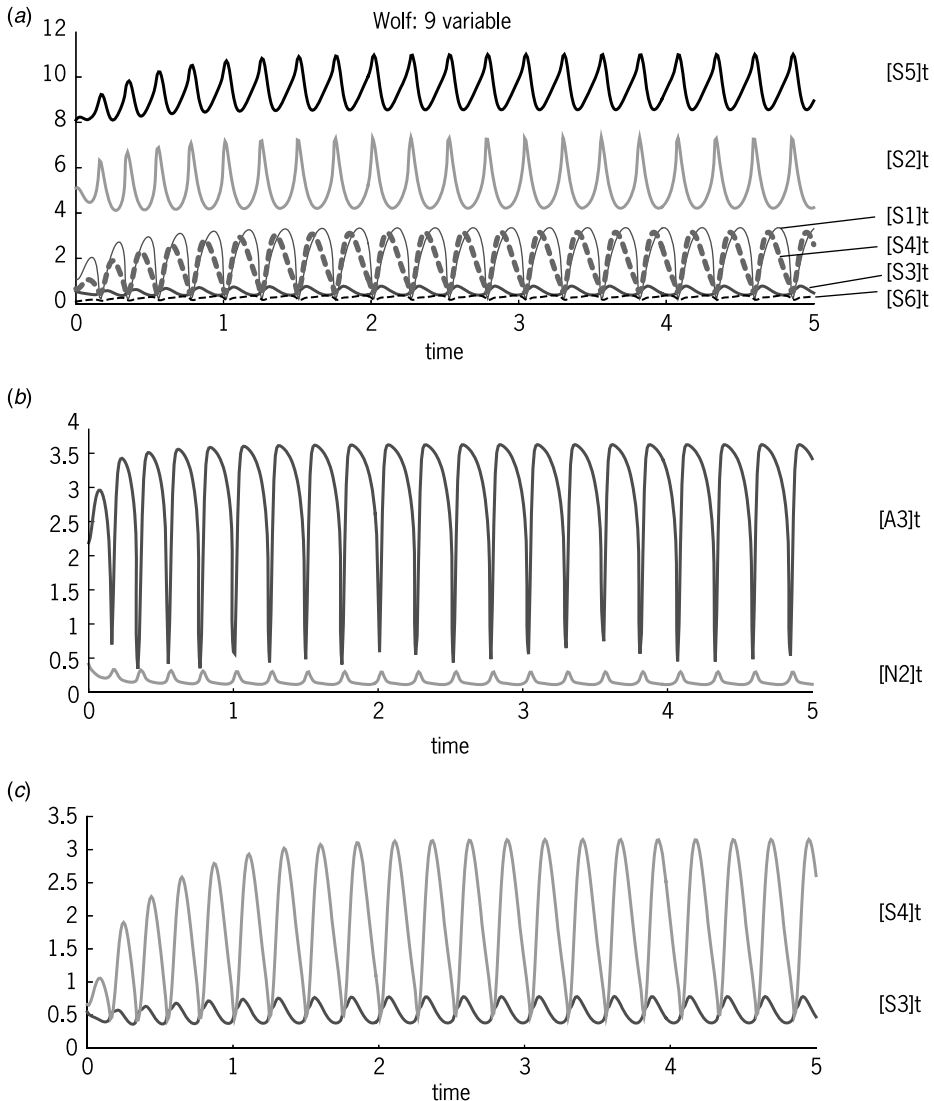 (a)
Wolf: 9 variable
12
10
8
6
4
2
0
0 1 2 3 4 5
time
[S5]t
[S2]t
[S1]t
[S4]t
[S3]t
[S6]t
(b)
4
3.5
3
2.5
2
1.5
1
0.5
0
0 1 2 3 4 5
time
[A3]t
[N2]t
(c)
3.5
3
2.5
2
1.5
1
0.5
0
0 1 2 3 4 5
time
[S4]t
[S3]t